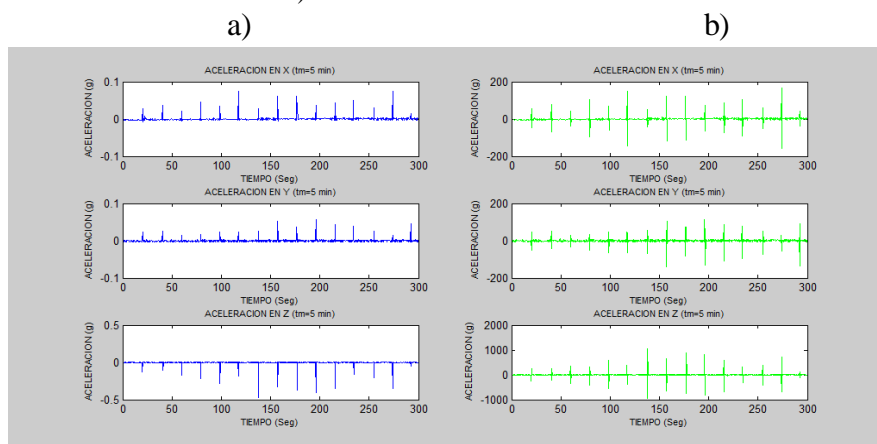 a) b)
ACELERACION EN X (tm=5 min)
ACELERACION (g)
0.1
0
-0.1
0 50 100 150 200 250 300
TIEMPO (Seg)
ACELERACION EN Y (tm=5 min)
ACELERACION (g)
0.1
0
-0.1
0 50 100 150 200 250 300
TIEMPO (Seg)
ACELERACION EN Z (tm=5 min)
ACELERACION (g)
0.5
0
-0.5
0 50 100 150 200 250 300
TIEMPO (Seg)
ACELERACION EN X (tm=5 min)
ACELERACION (g)
200
0
-200
0 50 100 150 200 250 300
TIEMPO (Seg)
ACELERACION EN Y (tm=5 min)
ACELERACION (g)
200
0
-200
0 50 100 150 200 250 300
TIEMPO (Seg)
ACELERACION EN Z (tm=5 min)
ACELERACION (g)
2000
1000
0
-1000
0 50 100 150 200 250 300
TIEMPO (Seg)